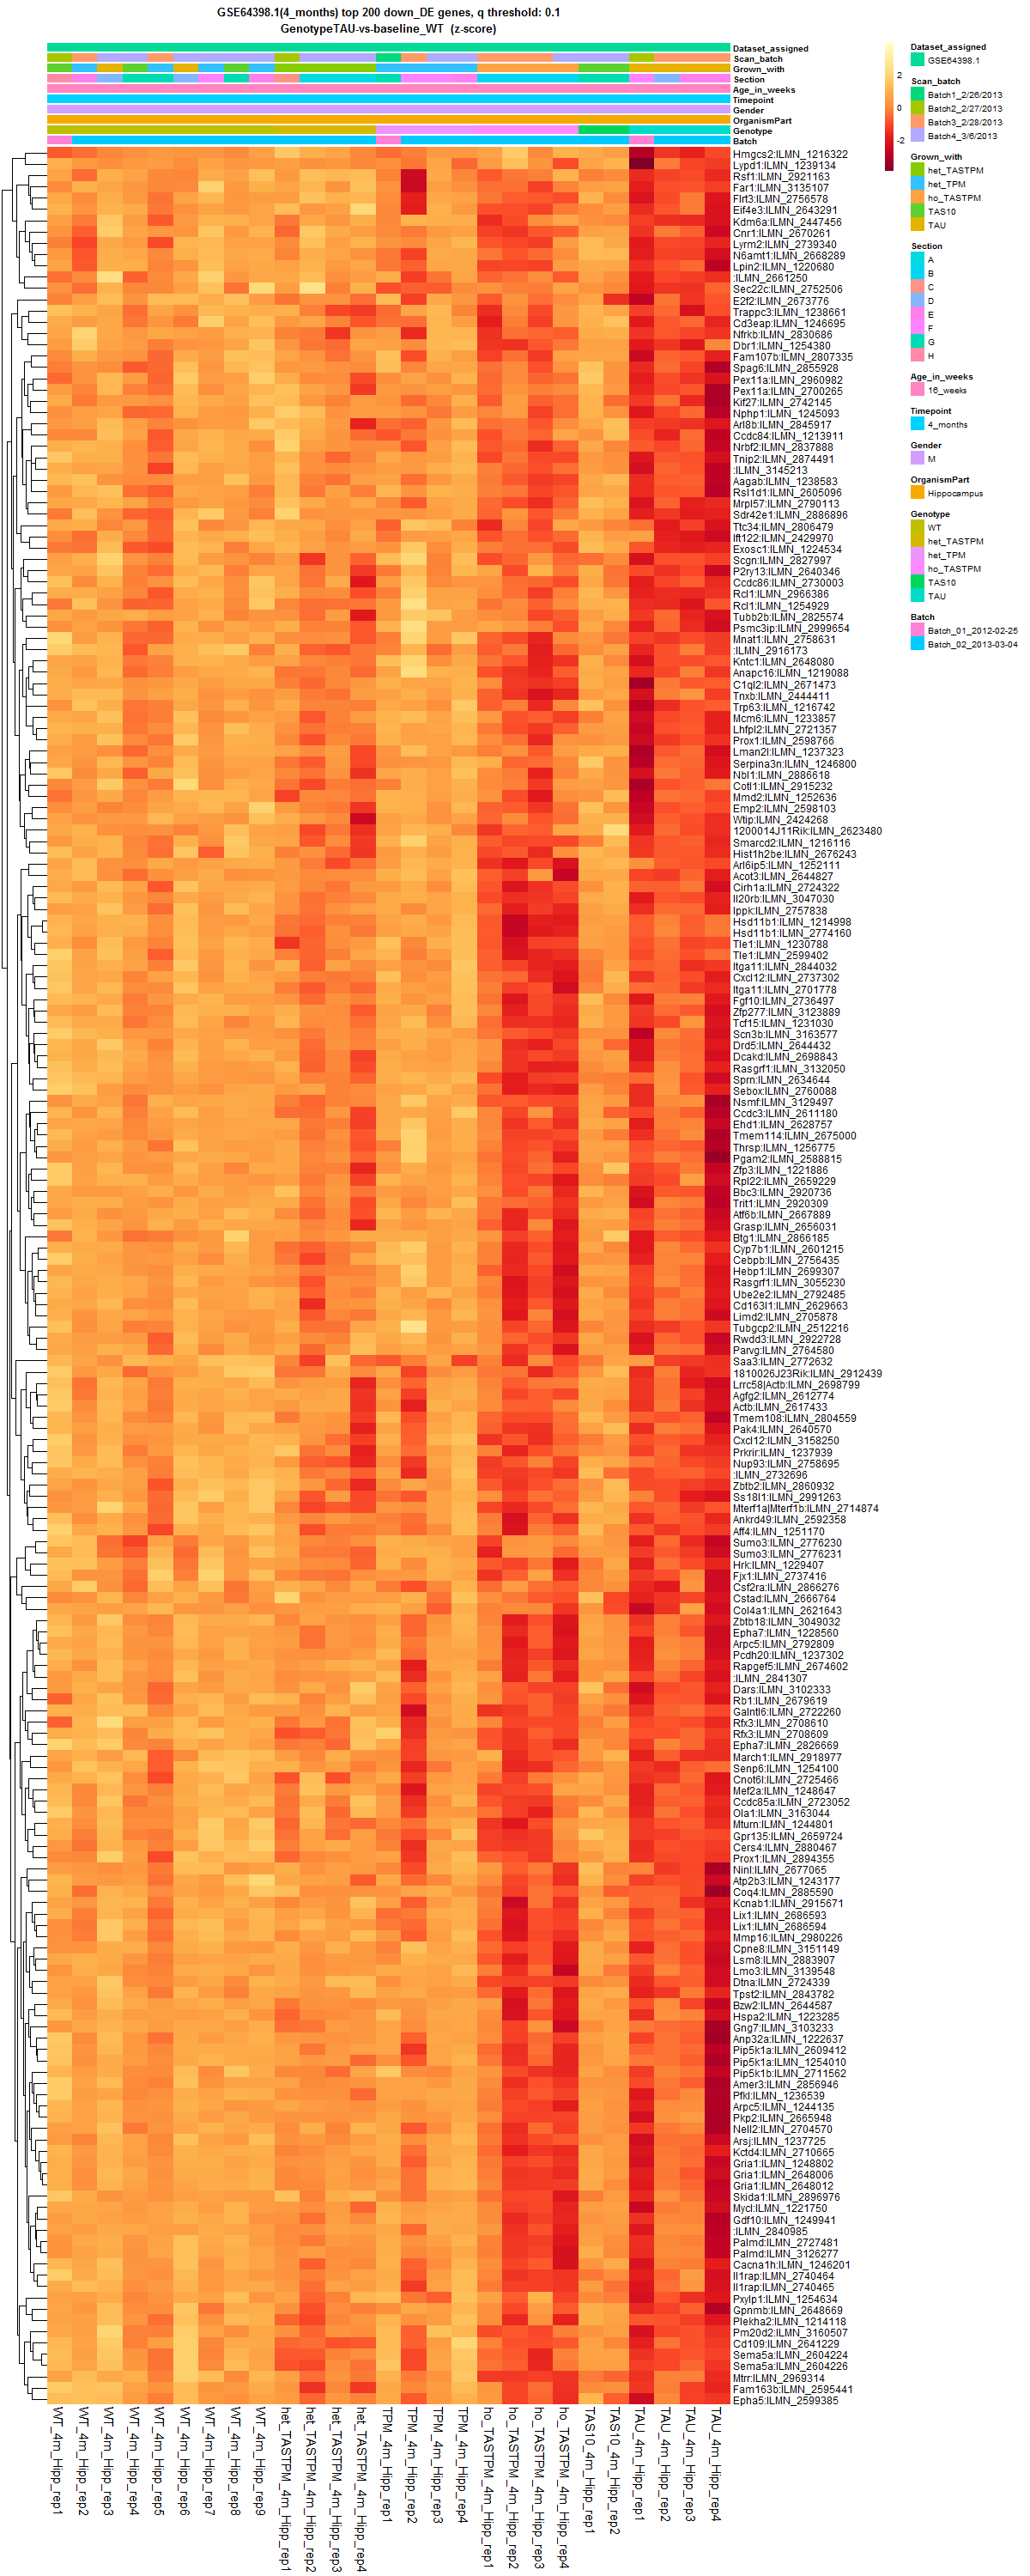 GSE64398.1(4_months) top 200 down_DE genes, q threshold: 0.1
GenotypeTAU-vs-baseline_WT (z-score)
Dataset_assigned
Scan_batch
Grown_with
Section
Age_in_weeks
Timepoint
Gender
OrganismPart
Genotype
Batch
2
0
-2
Dataset_assigned
GSE64398.1
Scan_batch
Batch1_2/26/2013
Batch2_2/27/2013
Batch3_2/28/2013
Batch4_3/6/2013
Grown_with
het_TASTPM
het_TPM
ho_TASTPM
TAS10
TAU
Section
A
B
C
D
E
F
G
H
Age_in_weeks
16_weeks
Timepoint
4_months
Gender
M
OrganismPart
Hippocampus
Genotype
WT
het_TASTPM
het_TPM
ho_TASTPM
TAS10
TAU
Batch
Batch_01_2012-02-25
Batch_02_2013-03-04
Hmgcs2:ILMN_1216322
Lypd1:ILMN_1239134
Rsf1:ILMN_2921163
Far1:ILMN_3135107
Flrt3:ILMN_2756578
Eif4e3:ILMN_2643291
Kdm6a:ILMN_2447456
Cnr1:ILMN_2670261
Lyrm2:ILMN_2739340
N6amt1:ILMN_2668289
Lpin2:ILMN_1220680
:ILMN_2661250
Sec22c:ILMN_2752506
E2f2:ILMN_2673776
Trappc3:ILMN_1238661
Cd3eap:ILMN_1246695
Nfrkb:ILMN_2830686
Dbr1:ILMN_1254380
Fam107b:ILMN_2807335
Spag6:ILMN_2855928
Pex11a:ILMN_2960982
Pex11a:ILMN_2700265
Kif27:ILMN_2742145
Nphp1:ILMN_1245093
Arl8b:ILMN_2845917
Ccdc84:ILMN_1213911
Nrbf2:ILMN_2837888
Tnip2:ILMN_2874491
:ILMN_3145213
Aagab:ILMN_1238583
Rsl1d1:ILMN_2605096
Mrpl57:ILMN_2790113
Sdr42e1:ILMN_2886896
Ttc34:ILMN_2806479
Ift122:ILMN_2429970
Exosc1:ILMN_1224534
Scgn:ILMN_2827997
P2ry13:ILMN_2640346
Ccdc86:ILMN_2730003
Rcl1:ILMN_2966386
Rcl1:ILMN_1254929
Tubb2b:ILMN_2825574
Psmc3ip:ILMN_2999654
Mnat1:ILMN_2758631
:ILMN_2916173
Kntc1:ILMN_2648080
Anapc16:ILMN_1219088
C1ql2:ILMN_2671473
Tnxb:ILMN_2444411
Trp63:ILMN_1216742
Mcm6:ILMN_1233857
Lhfpl2:ILMN_2721357
Prox1:ILMN_2598766
Lman2l:ILMN_1237323
Serpina3n:ILMN_1246800
Nbl1:ILMN_2886618
Cotl1:ILMN_2915232
Mmd2:ILMN_1252636
Emp2:ILMN_2598103
Wtip:ILMN_2424268
1200014J11Rik:ILMN_2623480
Smarcd2:ILMN_1216116
Hist1h2be:ILMN_2676243
Arl6ip5:ILMN_1252111
Acot3:ILMN_2644827
Cirh1a:ILMN_2724322
Il20rb:ILMN_3047030
Ippk:ILMN_2757838
Hsd11b1:ILMN_1214998
Hsd11b1:ILMN_2774160
Tle1:ILMN_1230788
Tle1:ILMN_2599402
Itga11:ILMN_2844032
Cxcl12:ILMN_2737302
Itga11:ILMN_2701778
Fgf10:ILMN_2736497
Zfp277:ILMN_3123889
Tcf15:ILMN_1231030
Scn3b:ILMN_3163577
Drd5:ILMN_2644432
Dcakd:ILMN_2698843
Rasgrf1:ILMN_3132050
Sprn:ILMN_2634644
Sebox:ILMN_2760088
Nsmf:ILMN_3129497
Ccdc3:ILMN_2611180
Ehd1:ILMN_2628757
Tmem114:ILMN_2675000
Thrsp:ILMN_1256775
Pgam2:ILMN_2588815
Zfp3:ILMN_1221886
Rpl22:ILMN_2659229
Bbc3:ILMN_2920736
Trit1:ILMN_2920309
Atf6b:ILMN_2667889
Grasp:ILMN_2656031
Btg1:ILMN_2866185
Cyp7b1:ILMN_2601215
Cebpb:ILMN_2756435
Hebp1:ILMN_2699307
Rasgrf1:ILMN_3055230
Ube2e2:ILMN_2792485
Cd163l1:ILMN_2629663
Limd2:ILMN_2705878
Tubgcp2:ILMN_2512216
Rwdd3:ILMN_2922728
Parvg:ILMN_2764580
Saa3:ILMN_2772632
1810026J23Rik:ILMN_2912439
Lrrc58|Actb:ILMN_2698799
Agfg2:ILMN_2612774
Actb:ILMN_2617433
Tmem108:ILMN_2804559
Pak4:ILMN_2640570
Cxcl12:ILMN_3158250
Prkrir:ILMN_1237939
Nup93:ILMN_2758695
:ILMN_2732696
Zbtb2:ILMN_2860932
Ss18l1:ILMN_2991263
Mterf1a|Mterf1b:ILMN_2714874
Ankrd49:ILMN_2592358
Aff4:ILMN_1251170
Sumo3:ILMN_2776230
Sumo3:ILMN_2776231
Hrk:ILMN_1229407
Fjx1:ILMN_2737416
Csf2ra:ILMN_2866276
Cstad:ILMN_2666764
Col4a1:ILMN_2621643
Zbtb18:ILMN_3049032
Epha7:ILMN_1228560
Arpc5:ILMN_2792809
Pcdh20:ILMN_1237302
Rapgef5:ILMN_2674602
:ILMN_2841307
Dars:ILMN_3102333
Rb1:ILMN_2679619
Galntl6:ILMN_2722260
Rfx3:ILMN_2708610
Rfx3:ILMN_2708609
Epha7:ILMN_2826669
March1:ILMN_2918977
Senp6:ILMN_1254100
Cnot6l:ILMN_2725466
Mef2a:ILMN_1248647
Ccdc85a:ILMN_2723052
Ola1:ILMN_3163044
Mturn:ILMN_1244801
Gpr135:ILMN_2659724
Cers4:ILMN_2880467
Prox1:ILMN_2894355
Ninl:ILMN_2677065
Atp2b3:ILMN_1243177
Coq4:ILMN_2885590
Kcnab1:ILMN_2915671
Lix1:ILMN_2686593
Lix1:ILMN_2686594
Mmp16:ILMN_2980226
Cpne8:ILMN_3151149
Lsm8:ILMN_2883907
Lmo3:ILMN_3139548
Dtna:ILMN_2724339
Tpst2:ILMN_2843782
Bzw2:ILMN_2644587
Hspa2:ILMN_1223285
Gng7:ILMN_3103233
Anp32a:ILMN_1222637
Pip5k1a:ILMN_2609412
Pip5k1a:ILMN_1254010
Pip5k1b:ILMN_2711562
Amer3:ILMN_2856946
Pfkl:ILMN_1236539
Arpc5:ILMN_1244135
Pkp2:ILMN_2665948
Nell2:ILMN_2704570
Arsj:ILMN_1237725
Kctd4:ILMN_2710665
Gria1:ILMN_1248802
Gria1:ILMN_2648006
Gria1:ILMN_2648012
Skida1:ILMN_2896976
Mycl:ILMN_1221750
Gdf10:ILMN_1249941
:ILMN_2840985
Palmd:ILMN_2727481
Palmd:ILMN_3126277
Cacna1h:ILMN_1246201
Il1rap:ILMN_2740464
Il1rap:ILMN_2740465
Pxylp1:ILMN_1254634
Gpnmb:ILMN_2648669
Plekha2:ILMN_1214118
Pm20d2:ILMN_3160507
Cd109:ILMN_2641229
Sema5a:ILMN_2604224
Sema5a:ILMN_2604226
Mtrr:ILMN_2969314
Fam163b:ILMN_2595441
Epha5:ILMN_2599385
WT_4m_Hipp_rep1
WT_4m_Hipp_rep2
WT_4m_Hipp_rep3
WT_4m_Hipp_rep4
WT_4m_Hipp_rep5
WT_4m_Hipp_rep6
WT_4m_Hipp_rep7
WT_4m_Hipp_rep8
WT_4m_Hipp_rep9
het_TASTPM_4m_Hipp_rep1
het_TASTPM_4m_Hipp_rep2
het_TASTPM_4m_Hipp_rep3
het_TASTPM_4m_Hipp_rep4
TPM_4m_Hipp_rep1
TPM_4m_Hipp_rep2
TPM_4m_Hipp_rep3
TPM_4m_Hipp_rep4
ho_TASTPM_4m_Hipp_rep1
ho_TASTPM_4m_Hipp_rep2
ho_TASTPM_4m_Hipp_rep3
ho_TASTPM_4m_Hipp_rep4
TAS10_4m_Hipp_rep1
TAS10_4m_Hipp_rep2
TAU_4m_Hipp_rep1
TAU_4m_Hipp_rep2
TAU_4m_Hipp_rep3
TAU_4m_Hipp_rep4